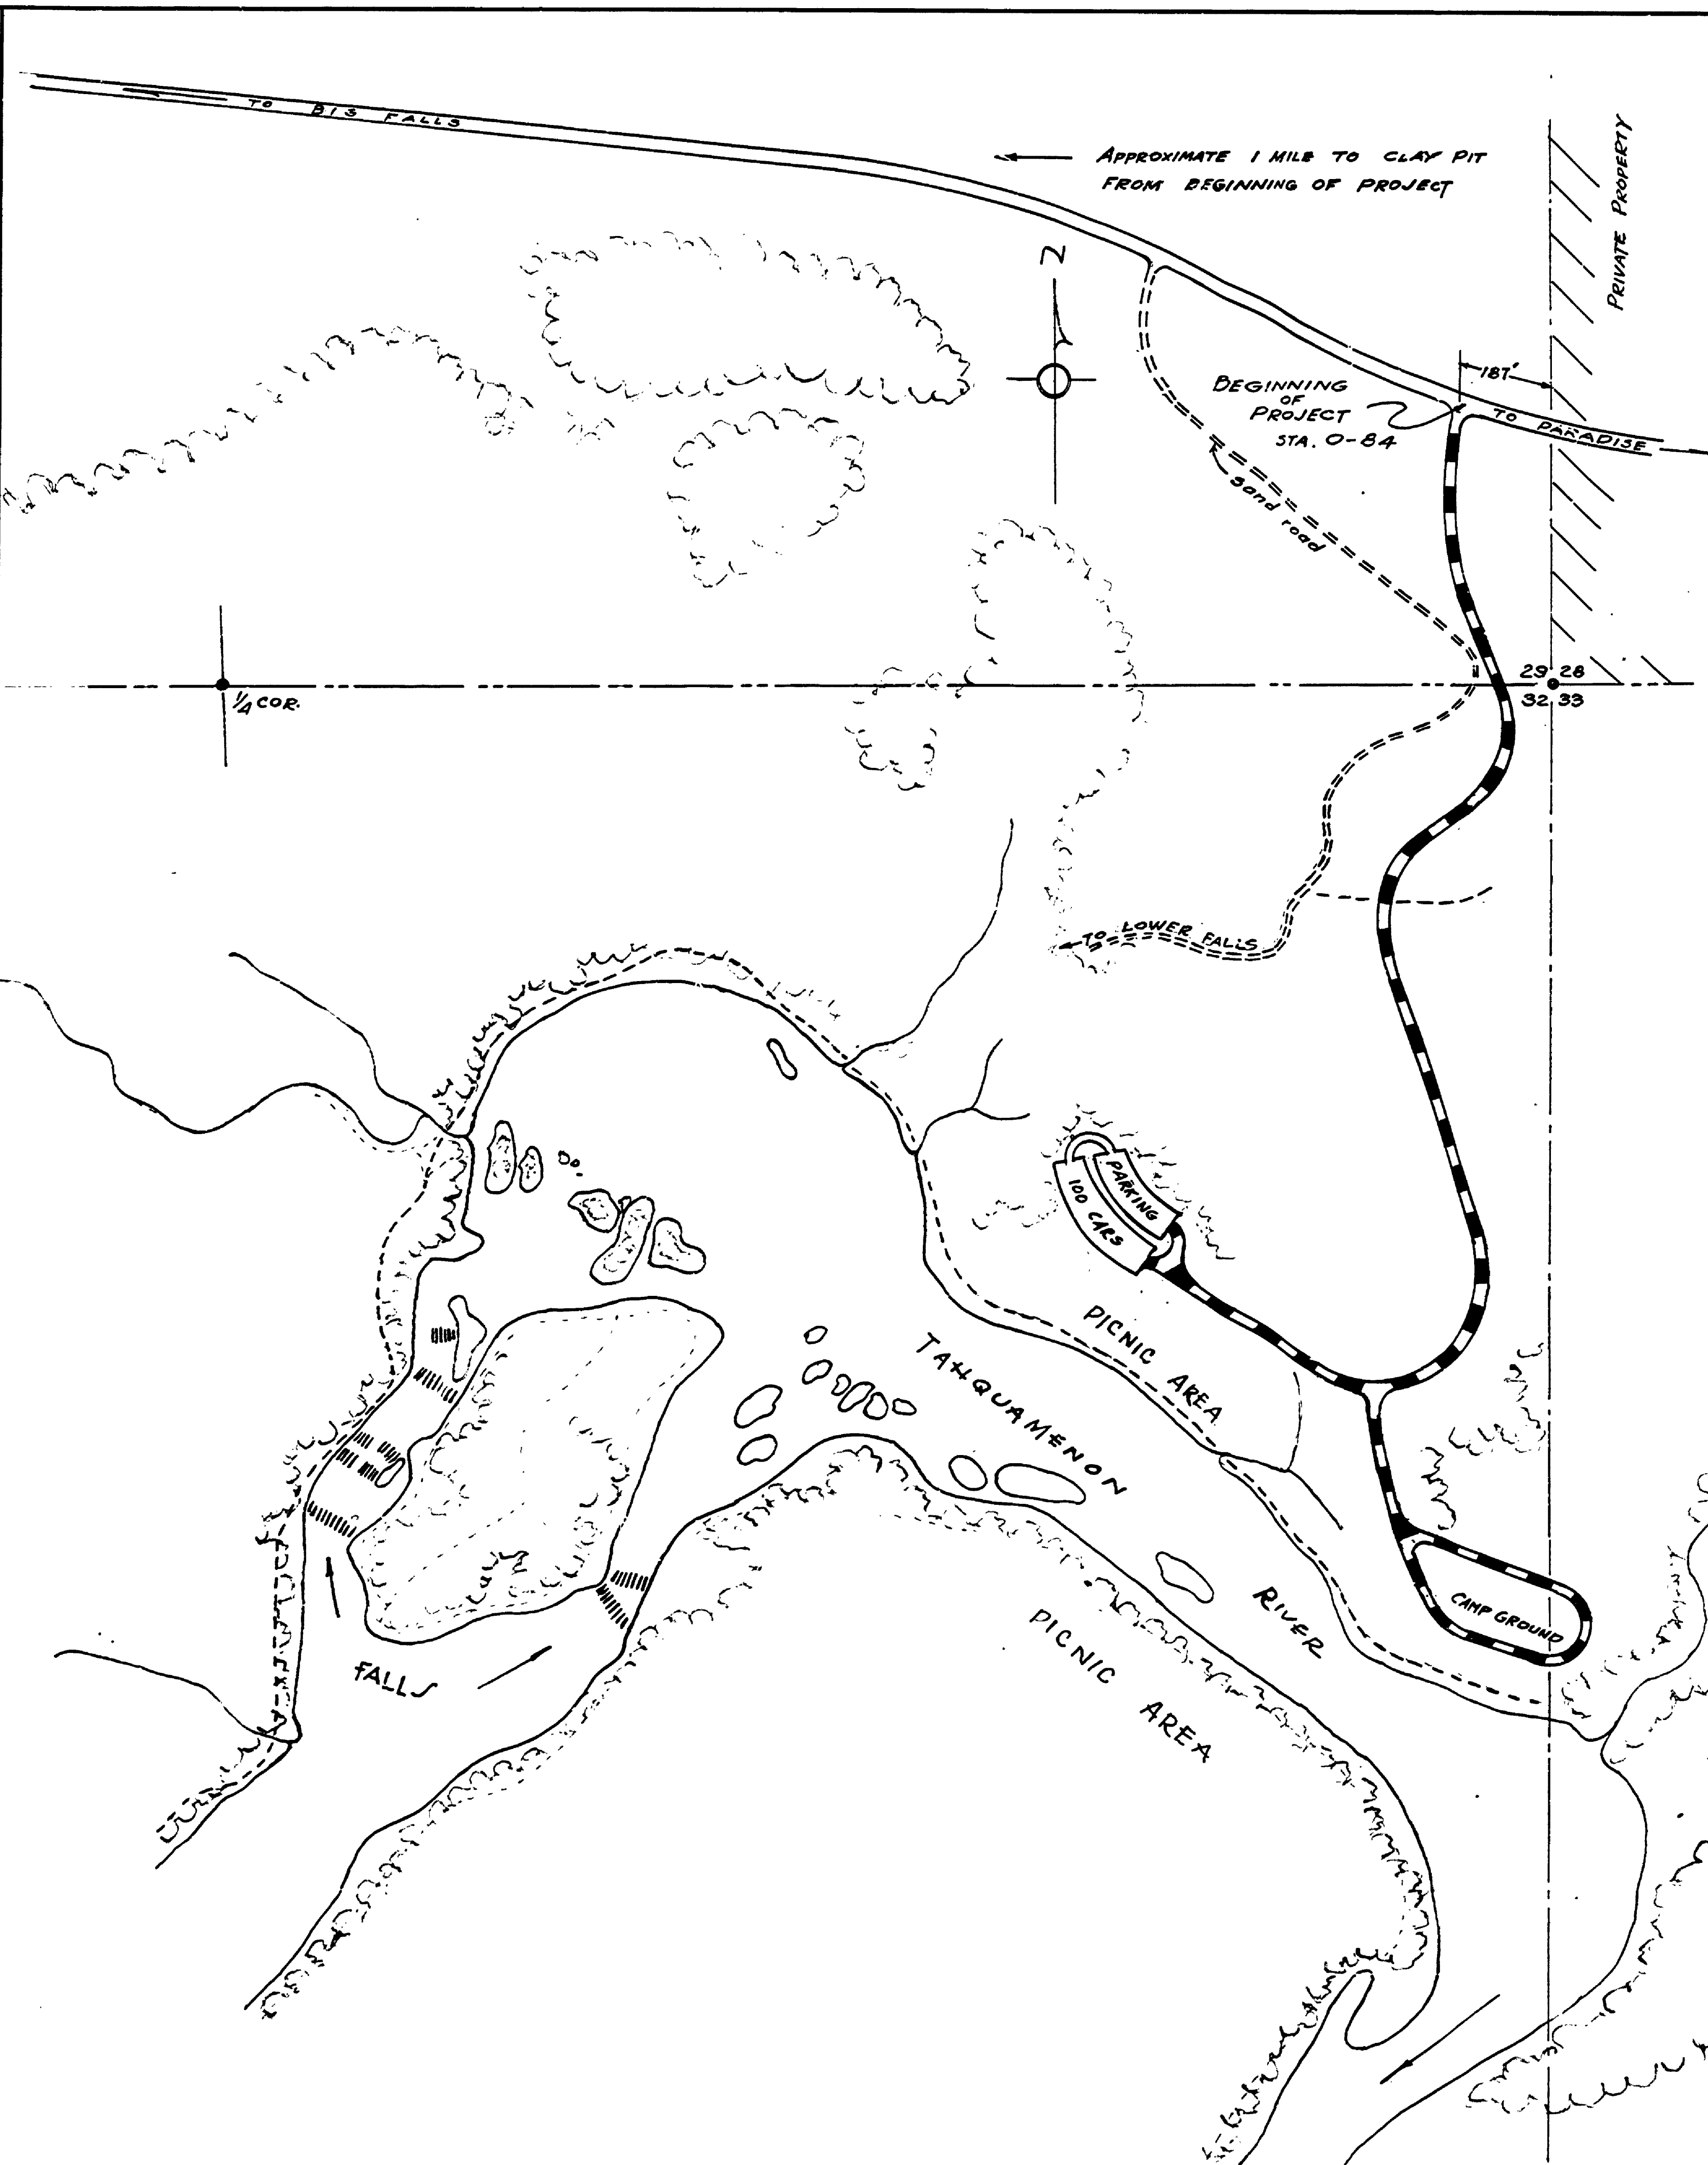 TO BIG FALLS
APPROXIMATE 1 MILE TO CLAY PIT
FROM BEGINNING OF PROJECT
PRIVATE PROPERTY
N
187'
BEGINNING
OF
PROJECT
STA. 0-84
TO PARADISE
sand road
29 28
32 33
1/4 COR.
TO LOWER FALLS
PARKING
100 CARS
PICNIC AREA
TAHQUAMENON
RIVER
CAMP GROUND
PICNIC AREA
FALLS